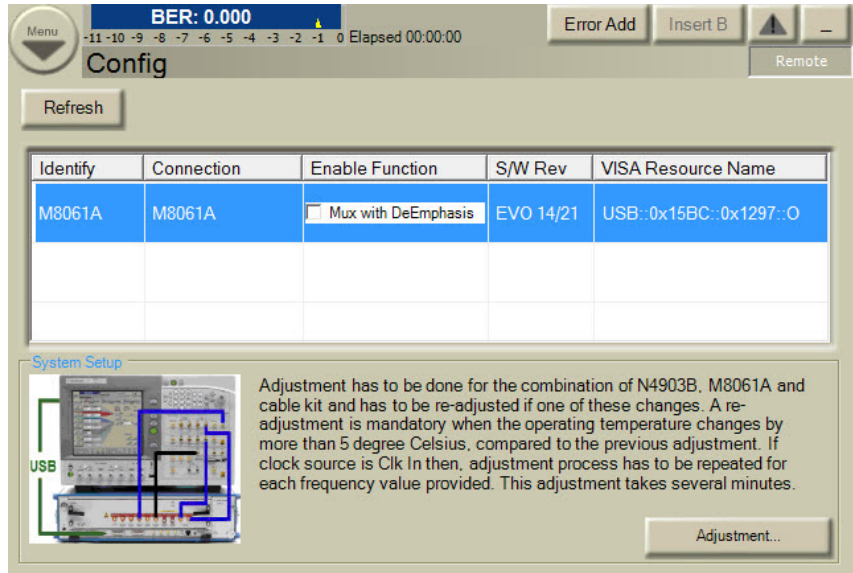 Menu
BER: 0.000
-11 -10 -9 -8 -7 -6 -5 -4 -3 -2 -1 0 Elapsed 00:00:00
Error Add
Insert B
Config
Remote
Refresh
Identify Connection Enable Function S/W Rev VISA Resource Name
M8061A M8061A Mux with DeEmphasis EVO 14/21 USB::0x15BC::0x1297::O
System Setup
USB
Adjustment has to be done for the combination of N4903B, M8061A and
cable kit and has to be re-adjusted if one of these changes. A re-
adjustment is mandatory when the operating temperature changes by
more than 5 degree Celsius, compared to the previous adjustment. If
clock source is Clk In then, adjustment process has to be repeated for
each frequency value provided. This adjustment takes several minutes.
Adjustment...